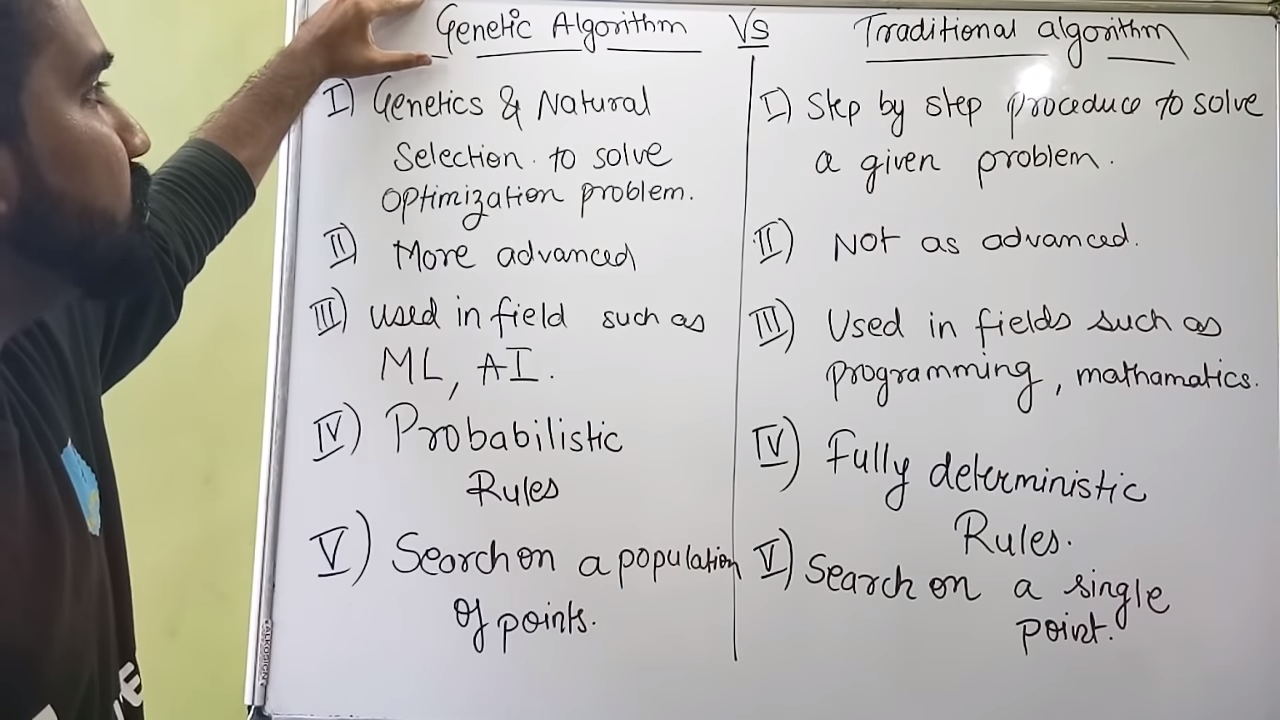 Genetic Algorithm Vs Traditional algorithm
I) Genetics & Natural
Selection. to solve
optimization problem.
II) More advanced
III) used in field such as
ML, AI.
IV) Probabilistic
Rules
V) Search on a population
of points.
I) Step by step proceduce to solve
a given problem.
II) Not as advanced.
III) Used in fields such as
programming, mathamatics.
IV) Fully deterministic
Rules.
V) Search on a single
point.
ALKOSIGN